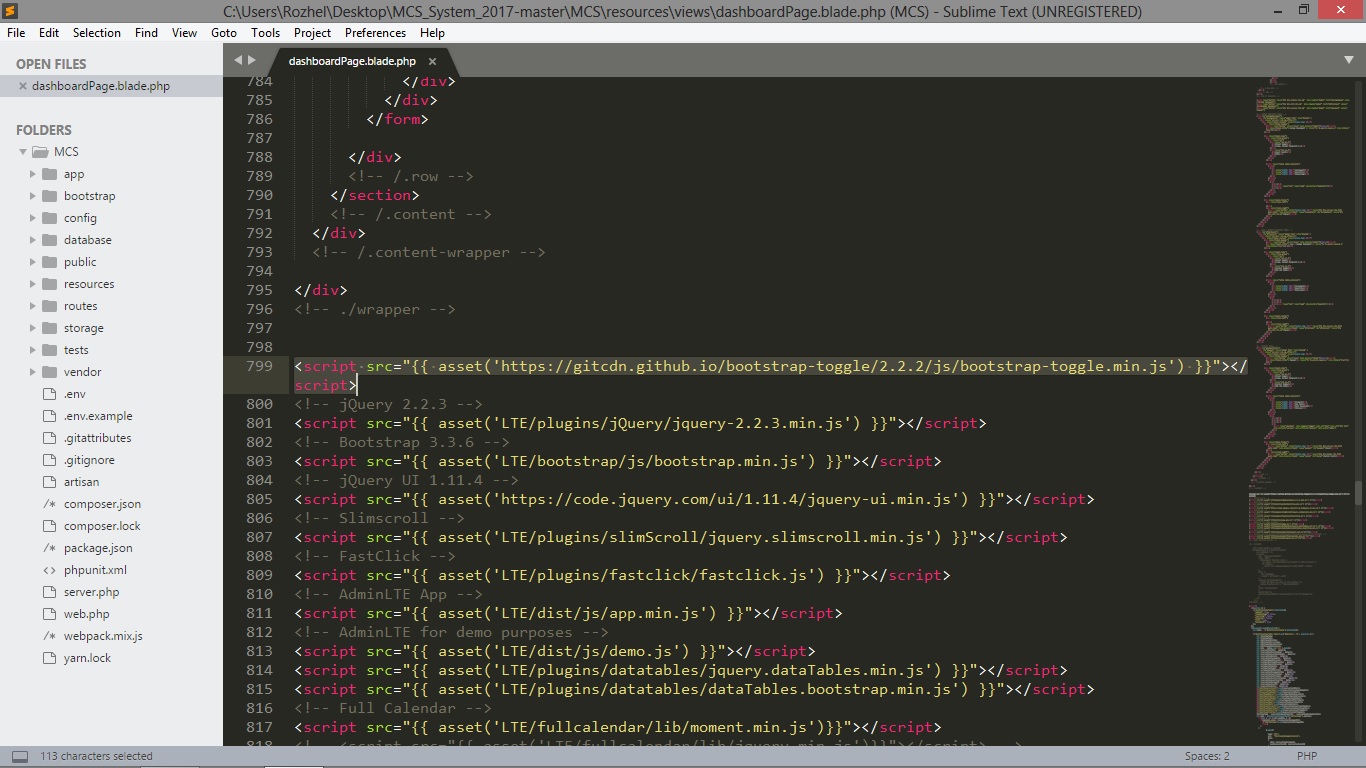 C:\Users\Rozhel\Desktop\MCS_System_2017-master\MCS\resources\views\dashboardPage.blade.php (MCS) - Sublime Text (UNREGISTERED)
File Edit Selection Find View Goto Tools Project Preferences Help
OPEN FILES
dashboardPage.blade.php
FOLDERS
MCS
app
bootstrap
config
database
public
resources
routes
storage
tests
vendor
.env
.env.example
.gitattributes
.gitignore
artisan
composer.json
composer.lock
package.json
phpunit.xml
server.php
web.php
webpack.mix.js
yarn.lock
dashboardPage.blade.php
784 </div>
785 </div>
786 </form>
787
788 </div>
789 <!-- /.row -->
790 </section>
791 <!-- /.content -->
792 </div>
793 <!-- /.content-wrapper -->
794
795 </div>
796 <!-- ./wrapper -->
797
798
799 <script src="{{ asset('https://gitcdn.github.io/bootstrap-toggle/2.2.2/js/bootstrap-toggle.min.js') }}"></
script>
800 <!-- jQuery 2.2.3 -->
801 <script src="{{ asset('LTE/plugins/jQuery/jquery-2.2.3.min.js') }}"></script>
802 <!-- Bootstrap 3.3.6 -->
803 <script src="{{ asset('LTE/bootstrap/js/bootstrap.min.js') }}"></script>
804 <!-- jQuery UI 1.11.4 -->
805 <script src="{{ asset('https://code.jquery.com/ui/1.11.4/jquery-ui.min.js') }}"></script>
806 <!-- Slimscroll -->
807 <script src="{{ asset('LTE/plugins/slimScroll/jquery.slimscroll.min.js') }}"></script>
808 <!-- FastClick -->
809 <script src="{{ asset('LTE/plugins/fastclick/fastclick.js') }}"></script>
810 <!-- AdminLTE App -->
811 <script src="{{ asset('LTE/dist/js/app.min.js') }}"></script>
812 <!-- AdminLTE for demo purposes -->
813 <script src="{{ asset('LTE/dist/js/demo.js') }}"></script>
814 <script src="{{ asset('LTE/plugins/datatables/jquery.dataTables.min.js') }}"></script>
815 <script src="{{ asset('LTE/plugins/datatables/dataTables.bootstrap.min.js') }}"></script>
816 <!-- Full Calendar -->
817 <script src="{{ asset('LTE/fullcalendar/lib/moment.min.js')}}"></script>
818 <!-- <script src="{{ asset('LTE/fullcalendar/lib/jquery.min.js')}}"></script> -->
113 characters selected
Spaces: 2
PHP